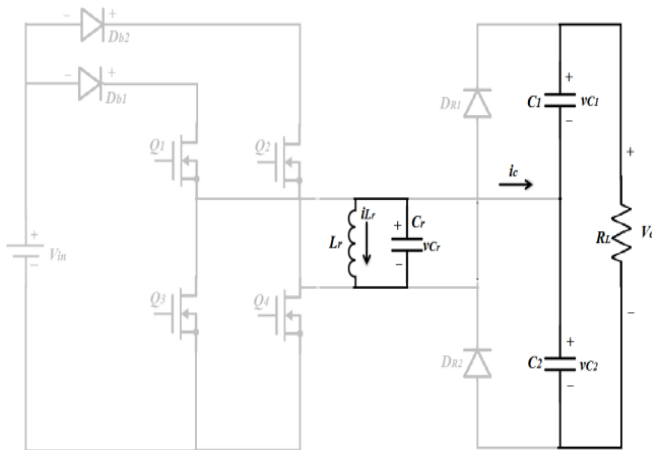 − +
Db2
− +
Db1
Q1
Q2
DR1
C1
+
vC1
−
ic
+
iLr
Cr
Lr
+
vCr
−
RL
V
+
Vin
−
−
Q3
Q4
DR2
C2
+
vC2
−